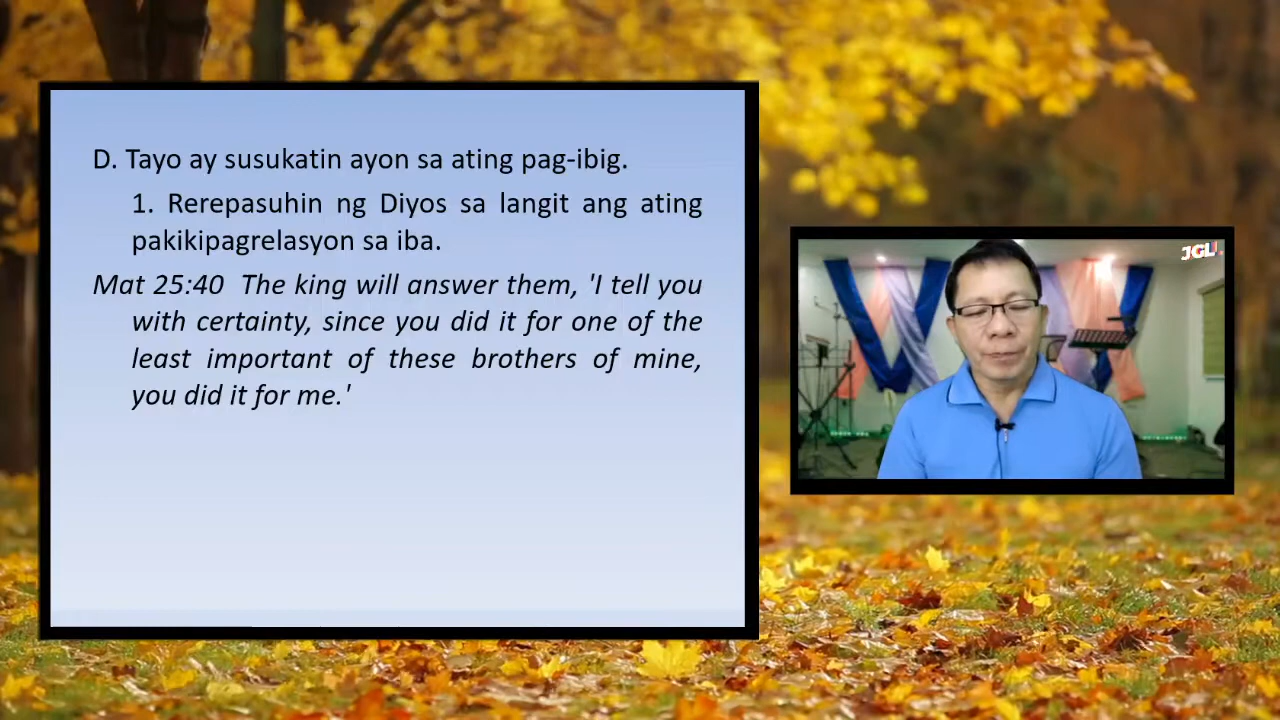 D. Tayo ay susukatin ayon sa ating pag-ibig.
1. Rerepasuhin ng Diyos sa langit ang ating
pakikipagrelasyon sa iba.
Mat 25:40 The king will answer them, 'I tell you
with certainty, since you did it for one of the
least important of these brothers of mine,
you did it for me.'
JGL